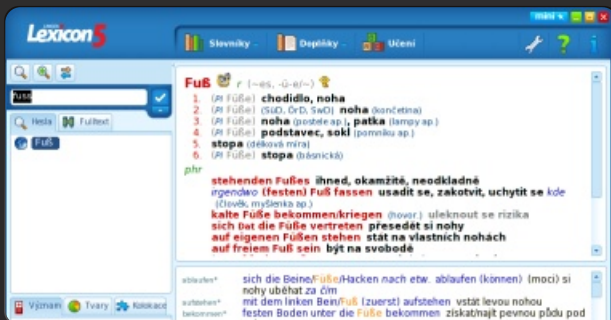 mini
Lexicon 5
Slovníky
Doplňky
Učení
fuss
Hesla
Fulltext
Fuß
Význam
Tvary
Kolokace
Fuß r (~es, -ü-e/~)
1. (Pl Füße) chodidlo, noha
2. (SüD, ÖrD, SwD) noha (končetina)
3. (Pl Füße) noha (postele ap.), patka (lampy ap.)
4. (Pl Füße) podstavec, sokl (pomníku ap.)
5. stopa (délková míra)
6. (Pl Füße) stopa (básnická)
phr
stehenden Fußes ihned, okamžitě, neodkladně
irgendwo (festen) Fuß fassen usadit se, zakotvit, uchytit se kde
(člověk, myšlenka ap.)
kalte Füße bekommen/kriegen (hovor.) uleknout se rizika
sich Dat die Füße vertreten přesedět si nohy
auf eigenen Füßen stehen stát na vlastních nohách
auf freiem Fuß sein být na svobodě
ablaufen* sich die Beine/Füße/Hacken nach etw. ablaufen (können) (moci) si
nohy uběhat za čím
aufstehen* mit dem linken Bein/Fuß (zuerst) aufstehen vstát levou nohou
bekommen* festen Boden unter die Füße bekommen získat/najít pevnou půdu pod